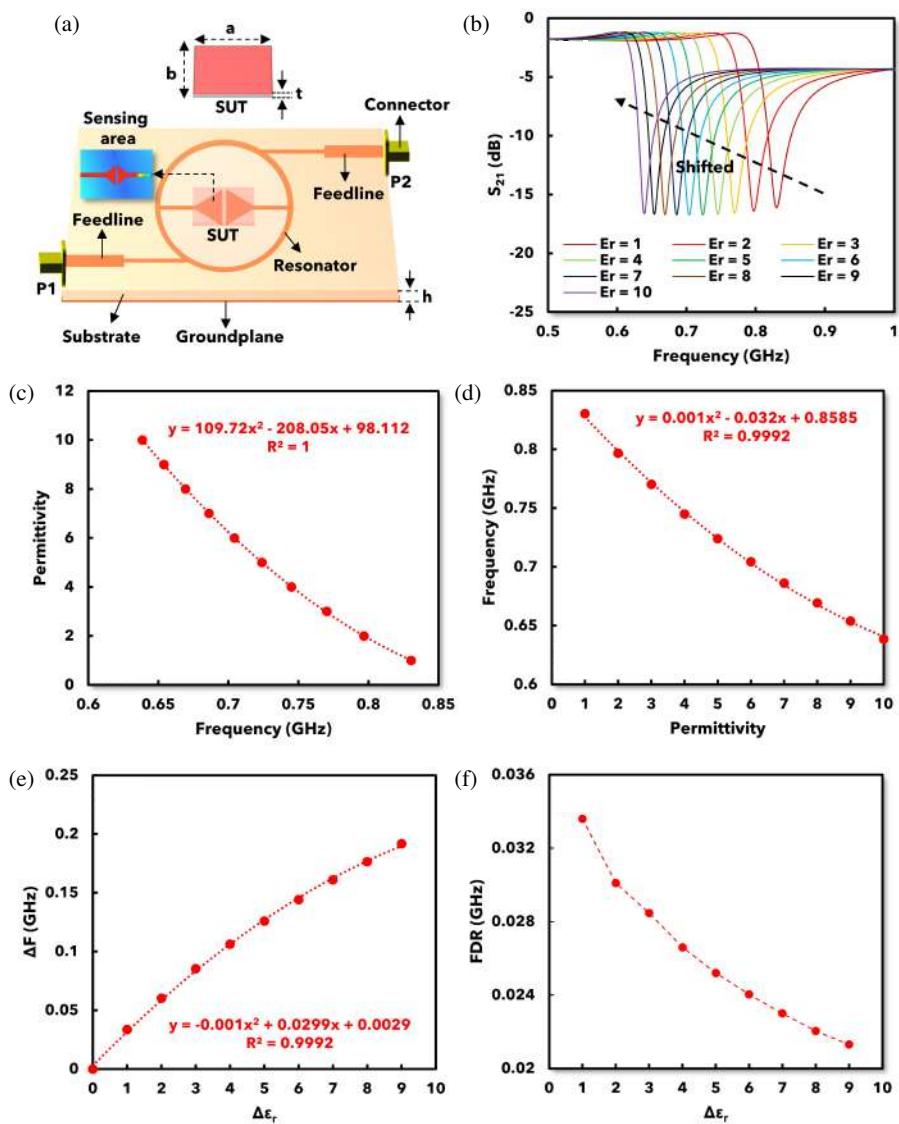 (a)
a
b
t
SUT
Connector
Sensing
area
P2
Feedline
Feedline
SUT
Resonator
P1
h
Substrate
Groundplane
(b)
0
-5
-10
-15
-20
-25
S21 (dB)
Shifted
Er = 1 Er = 2 Er = 3
Er = 4 Er = 5 Er = 6
Er = 7 Er = 8 Er = 9
Er = 10
0.5 0.6 0.7 0.8 0.9 1
Frequency (GHz)
(c)
12
10
8
6
4
2
0
Permittivity
y = 109.72x² - 208.05x + 98.112
R² = 1
0.6 0.65 0.7 0.75 0.8 0.85
Frequency (GHz)
(d)
0.85
0.8
0.75
0.7
0.65
0.6
Frequency (GHz)
y = 0.001x² - 0.032x + 0.8585
R² = 0.9992
0 1 2 3 4 5 6 7 8 9 10
Permittivity
(e)
0.25
0.2
0.15
0.1
0.05
0
ΔF (GHz)
y = -0.001x² + 0.0299x + 0.0029
R² = 0.9992
0 1 2 3 4 5 6 7 8 9 10
Δεr
(f)
0.036
0.032
0.028
0.024
0.02
FDR (GHz)
0 1 2 3 4 5 6 7 8 9 10
Δεr